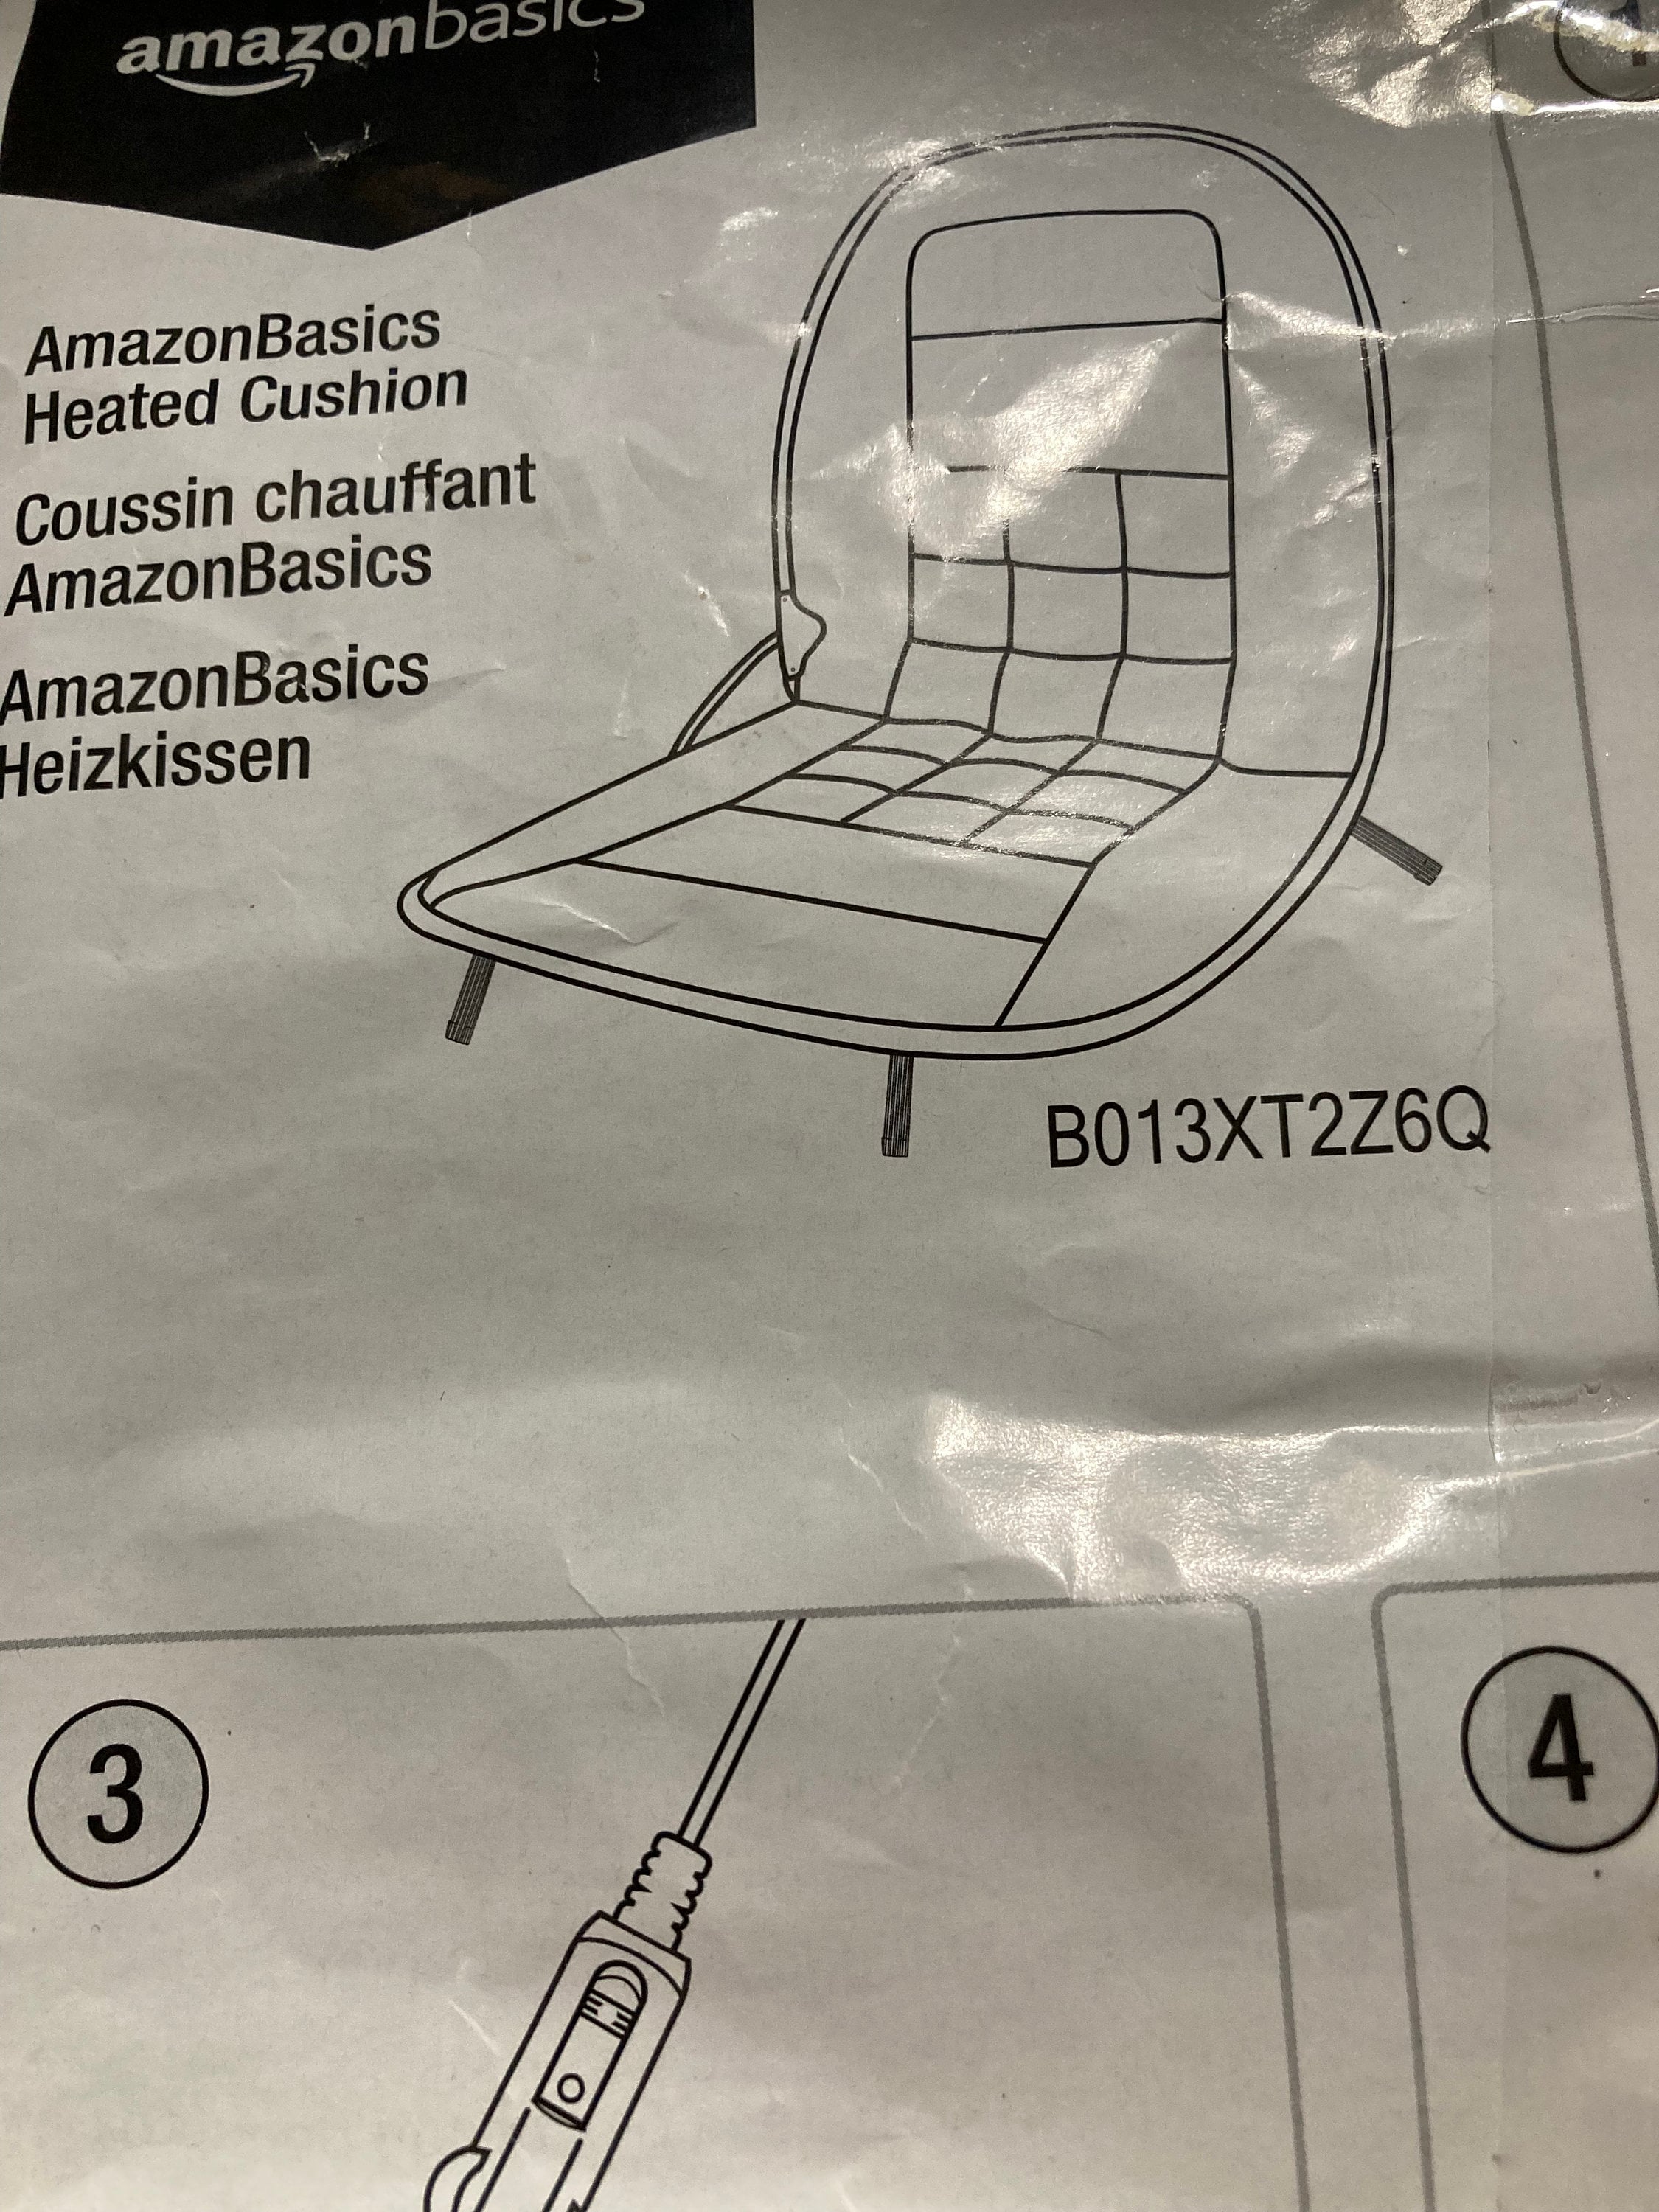 amazonbasics
AmazonBasics
Heated Cushion
Coussin chauffant
AmazonBasics
AmazonBasics
Heizkissen
B013XT2Z6Q
3
4